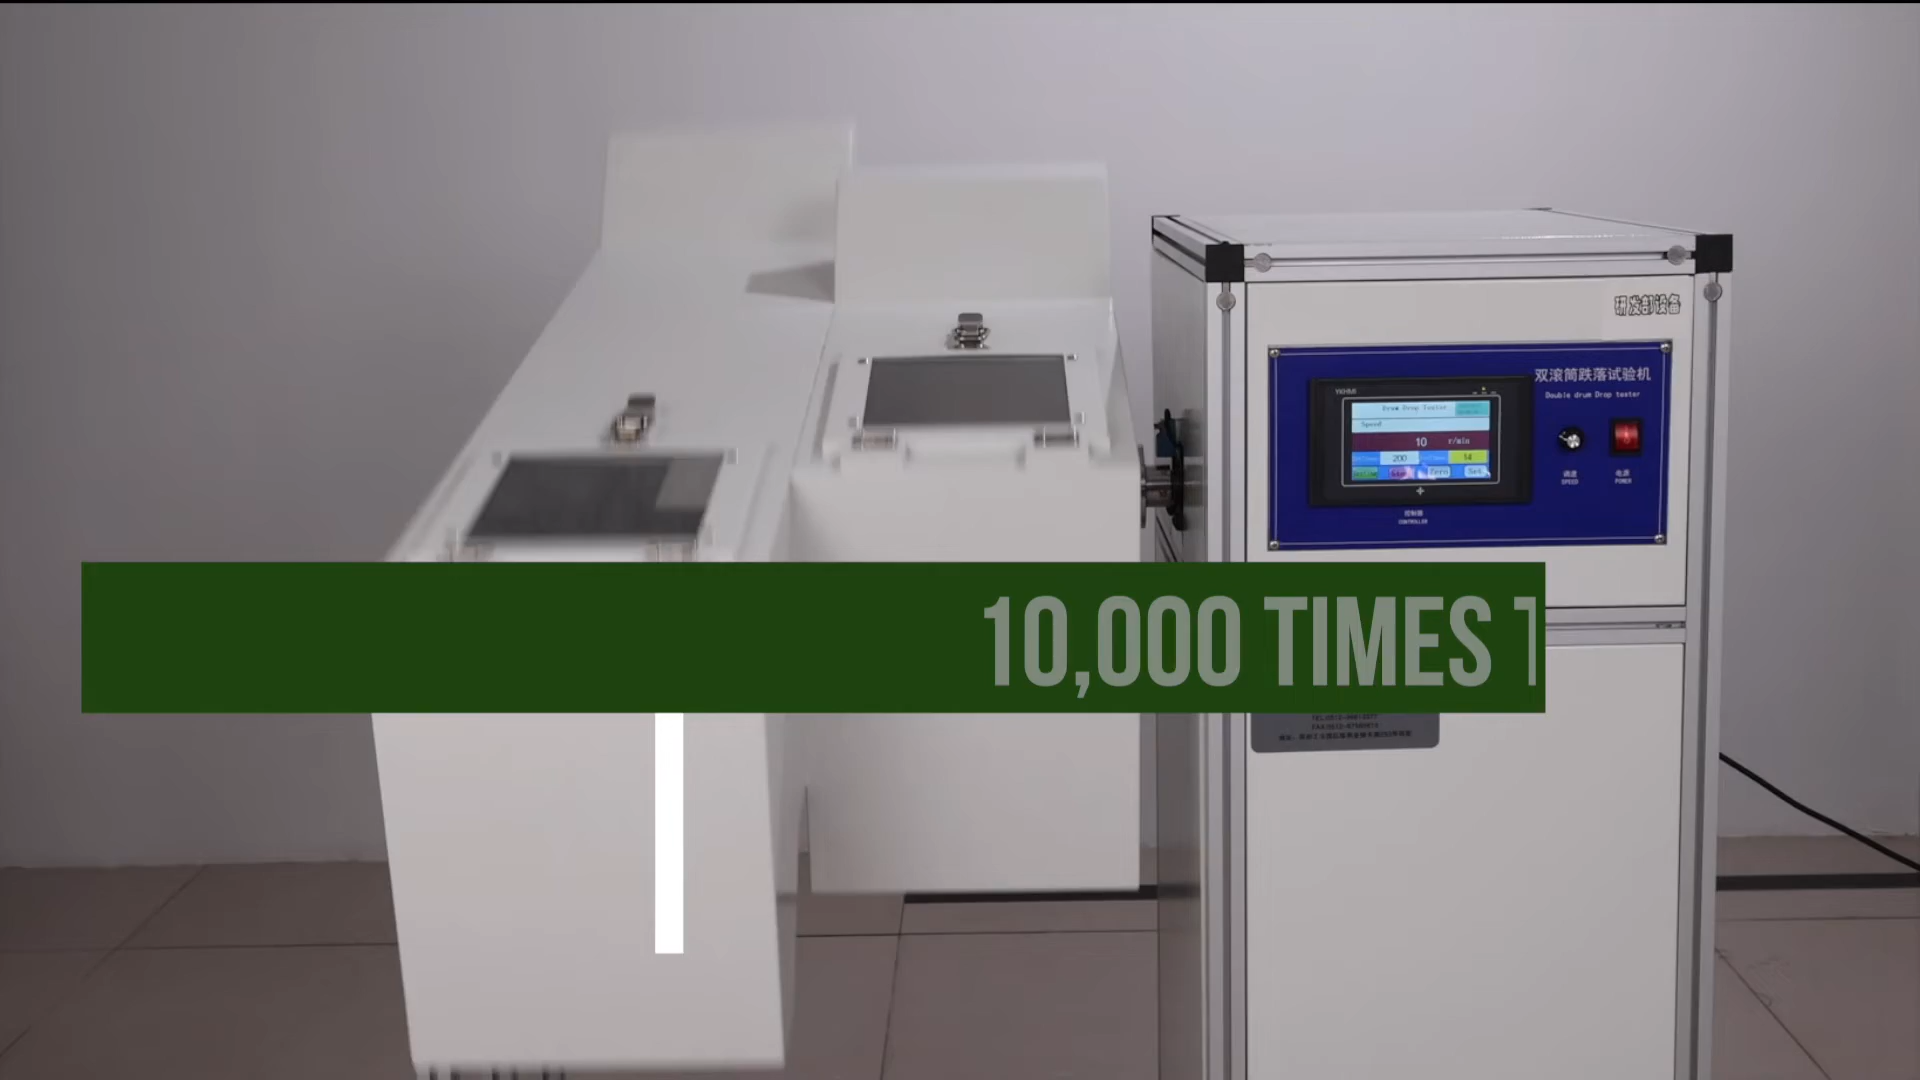 研发部设备
双滚筒跌落试验机
Double drum Drop tester
YKHMI
Drum Drop Tester
Speed
10 r/min
200
14
Zero
Set
调速
SPEED
电源
POWER
控制器
CONTROLLER
10,000 TIMES T